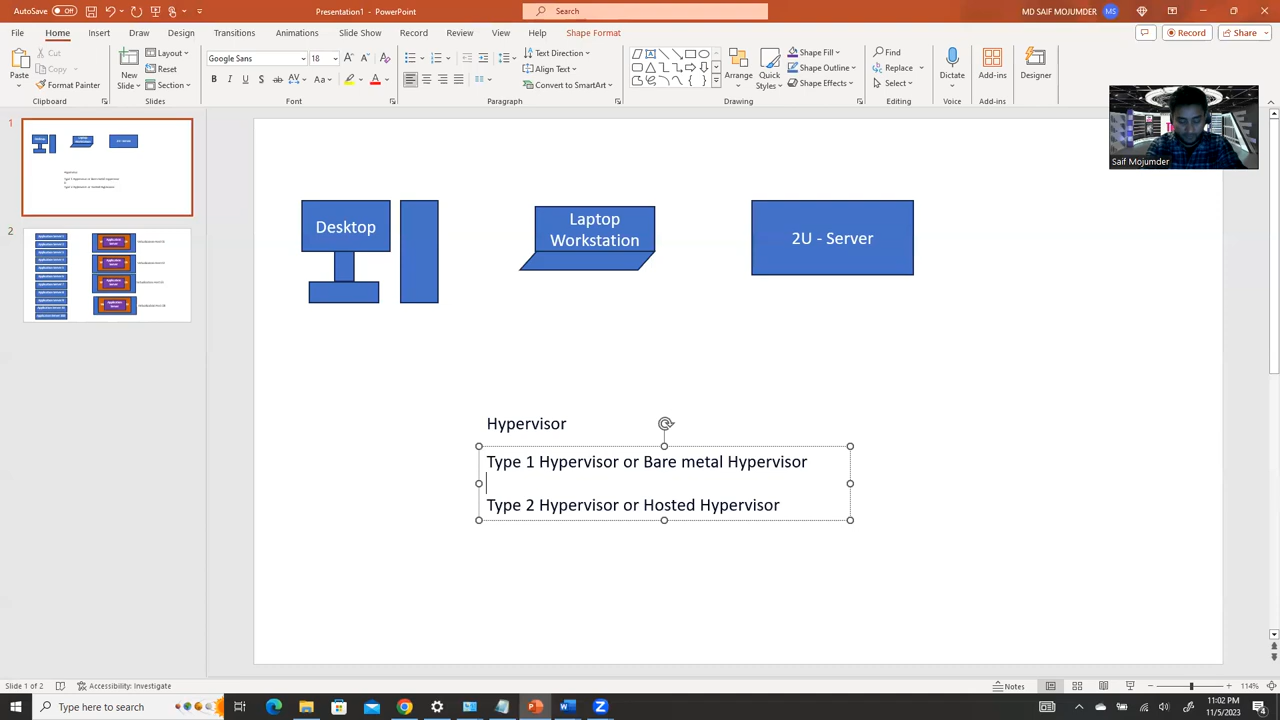 AutoSave Off
Presentation1 - PowerPoint
Search
MD SAIF MOJUMDER MS
File Home Insert Draw Design Transitions Animations Slide Show Record Review View Help Shape Format
Record Share
Paste
Cut
Copy
Format Painter
Clipboard
New
Slide
Layout
Reset
Section
Slides
Google Sans 18
Font
Text Direction
Align Text
Convert to SmartArt
Paragraph
Arrange
Quick
Styles
Shape Fill
Shape Outline
Shape Effects
Drawing
Find
Replace
Select
Editing
Dictate
Voice
Add-ins
Add-ins
Designer
Saif Mojumder
1
2
Desktop
Laptop
Workstation
2U - Server
Hypervisor
Type 1 Hypervisor or Bare metal Hypervisor
Type 2 Hypervisor or Hosted Hypervisor
Slide 1 of 2
Accessibility: Investigate
Notes
114%
Type here to search
11:02 PM
11/5/2023